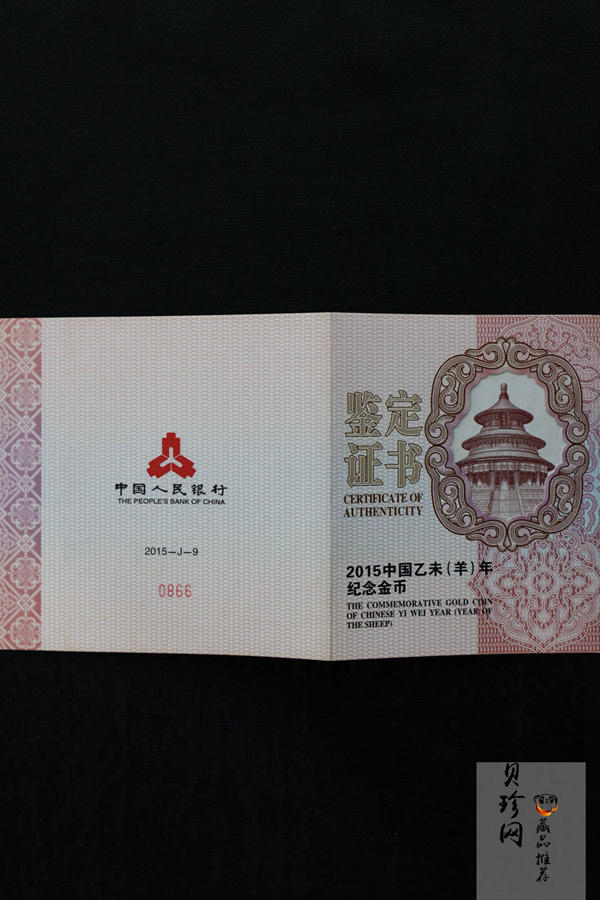 中国人民银行
THE PEOPLE'S BANK OF CHINA
2015-J-9
0866
鉴定
证书
CERTIFICATE OF
AUTHENTICITY
2015中国乙未(羊)年
纪念金币
THE COMMEMORATIVE GOLD COIN
OF CHINESE YI WEI YEAR (YEAR OF
THE SHEEP)
贝珍网
藏品推荐